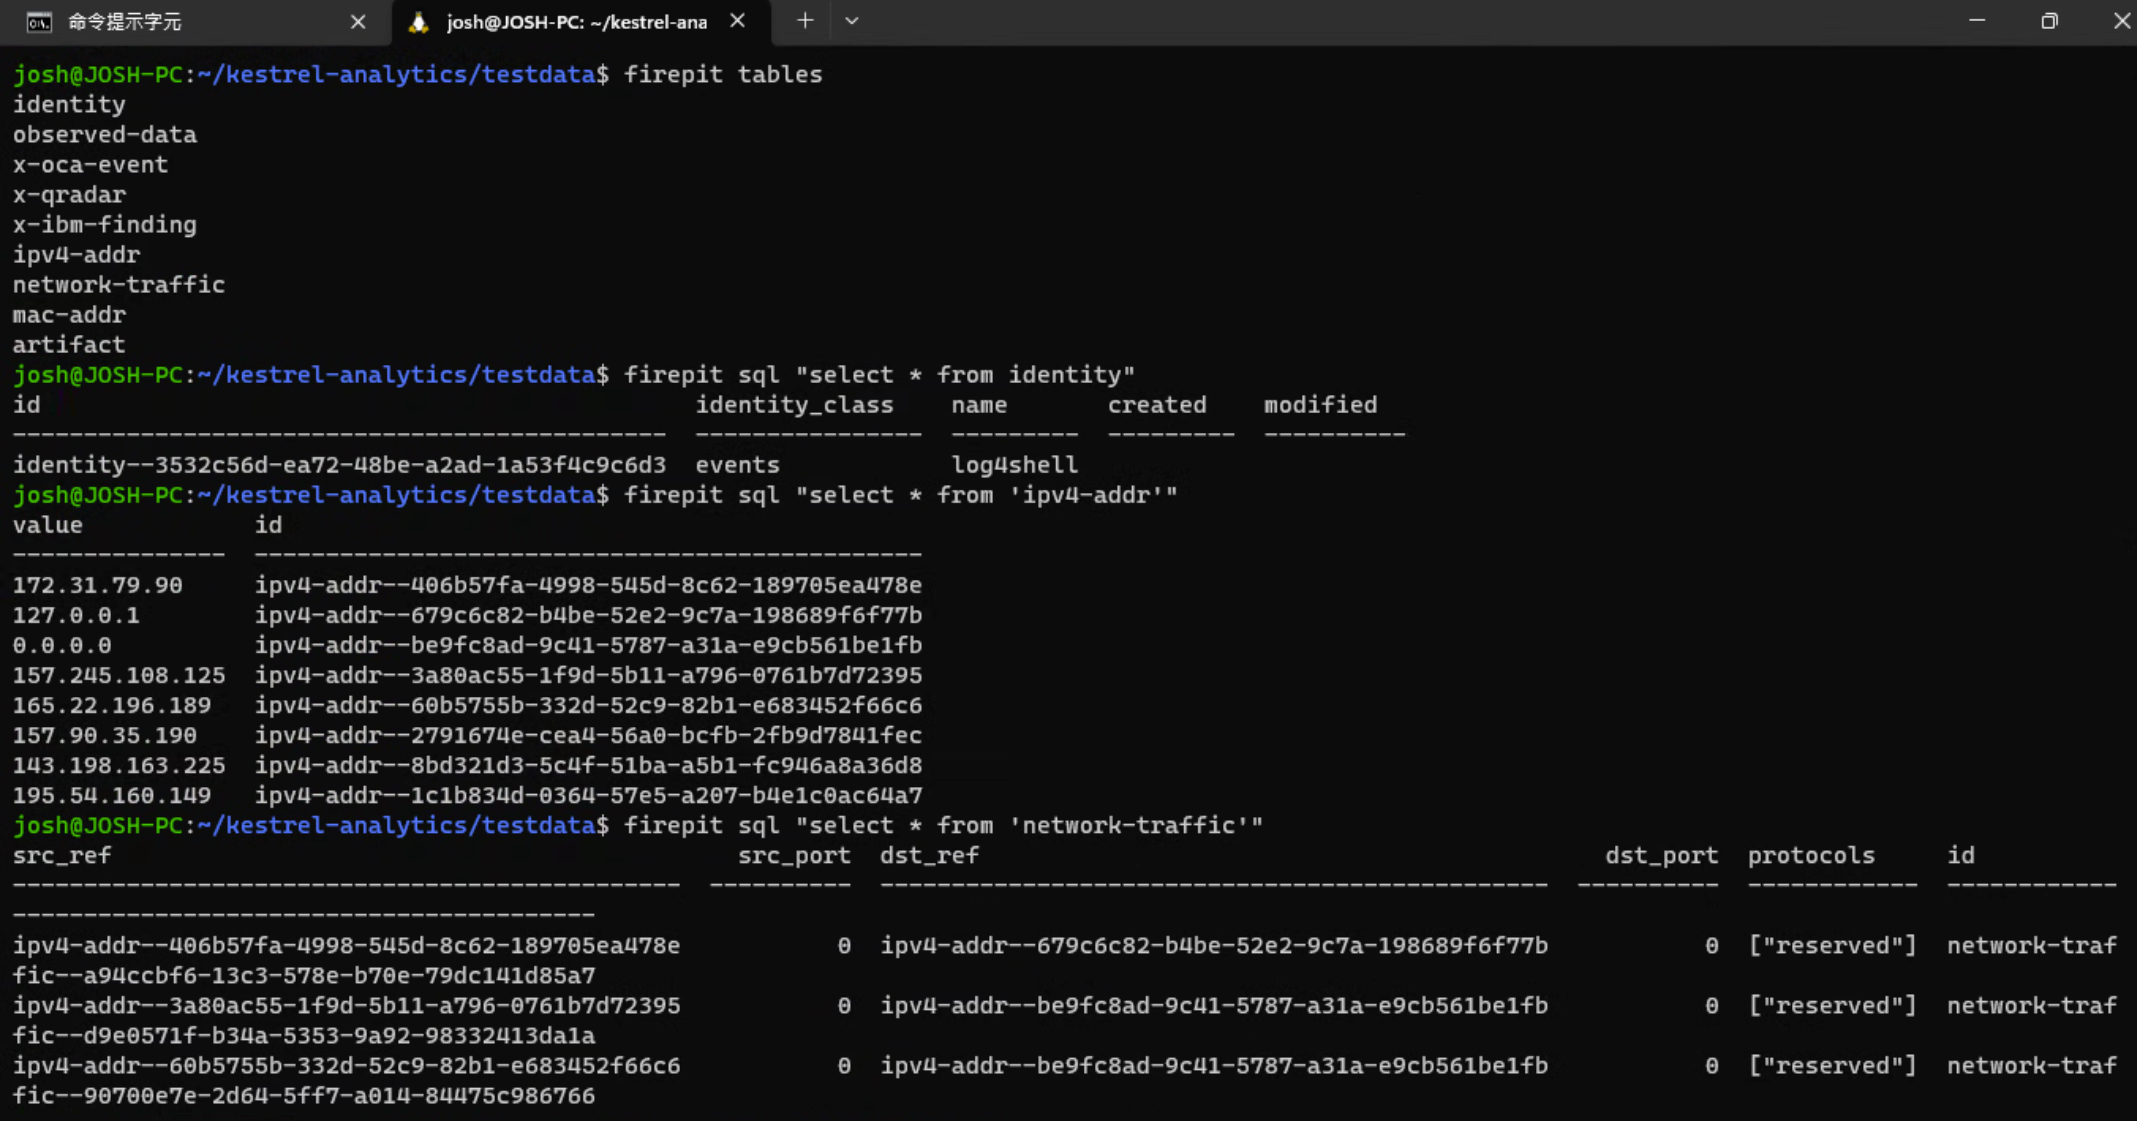 命令提示字元
josh@JOSH-PC: ~/kestrel-ana
josh@JOSH-PC:~/kestrel-analytics/testdata$ firepit tables
identity
observed-data
x-oca-event
x-qradar
x-ibm-finding
ipv4-addr
network-traffic
mac-addr
artifact
josh@JOSH-PC:~/kestrel-analytics/testdata$ firepit sql "select * from identity"
id identity_class name created modified
---------------------------------------------- ---------------- --------- --------- ----------
identity--3532c56d-ea72-48be-a2ad-1a53f4c9c6d3 events log4shell
josh@JOSH-PC:~/kestrel-analytics/testdata$ firepit sql "select * from 'ipv4-addr'"
value id
--------------- -----------------------------------------------
172.31.79.90 ipv4-addr--406b57fa-4998-545d-8c62-189705ea478e
127.0.0.1 ipv4-addr--679c6c82-b4be-52e2-9c7a-198689f6f77b
0.0.0.0 ipv4-addr--be9fc8ad-9c41-5787-a31a-e9cb561be1fb
157.245.108.125 ipv4-addr--3a80ac55-1f9d-5b11-a796-0761b7d72395
165.22.196.189 ipv4-addr--60b5755b-332d-52c9-82b1-e683452f66c6
157.90.35.190 ipv4-addr--2791674e-cea4-56a0-bcfb-2fb9d7841fec
143.198.163.225 ipv4-addr--8bd321d3-5c4f-51ba-a5b1-fc946a8a36d8
195.54.160.149 ipv4-addr--1c1b834d-0364-57e5-a207-b4e1c0ac64a7
josh@JOSH-PC:~/kestrel-analytics/testdata$ firepit sql "select * from 'network-traffic'"
src_ref src_port dst_ref dst_port protocols id
----------------------------------------------- ---------- ----------------------------------------------- ---------- ------------ ------------
-----------------------------------------
ipv4-addr--406b57fa-4998-545d-8c62-189705ea478e 0 ipv4-addr--679c6c82-b4be-52e2-9c7a-198689f6f77b 0 ["reserved"] network-traf
fic--a94ccbf6-13c3-578e-b70e-79dc141d85a7
ipv4-addr--3a80ac55-1f9d-5b11-a796-0761b7d72395 0 ipv4-addr--be9fc8ad-9c41-5787-a31a-e9cb561be1fb 0 ["reserved"] network-traf
fic--d9e0571f-b34a-5353-9a92-98332413da1a
ipv4-addr--60b5755b-332d-52c9-82b1-e683452f66c6 0 ipv4-addr--be9fc8ad-9c41-5787-a31a-e9cb561be1fb 0 ["reserved"] network-traf
fic--90700e7e-2d64-5ff7-a014-84475c986766